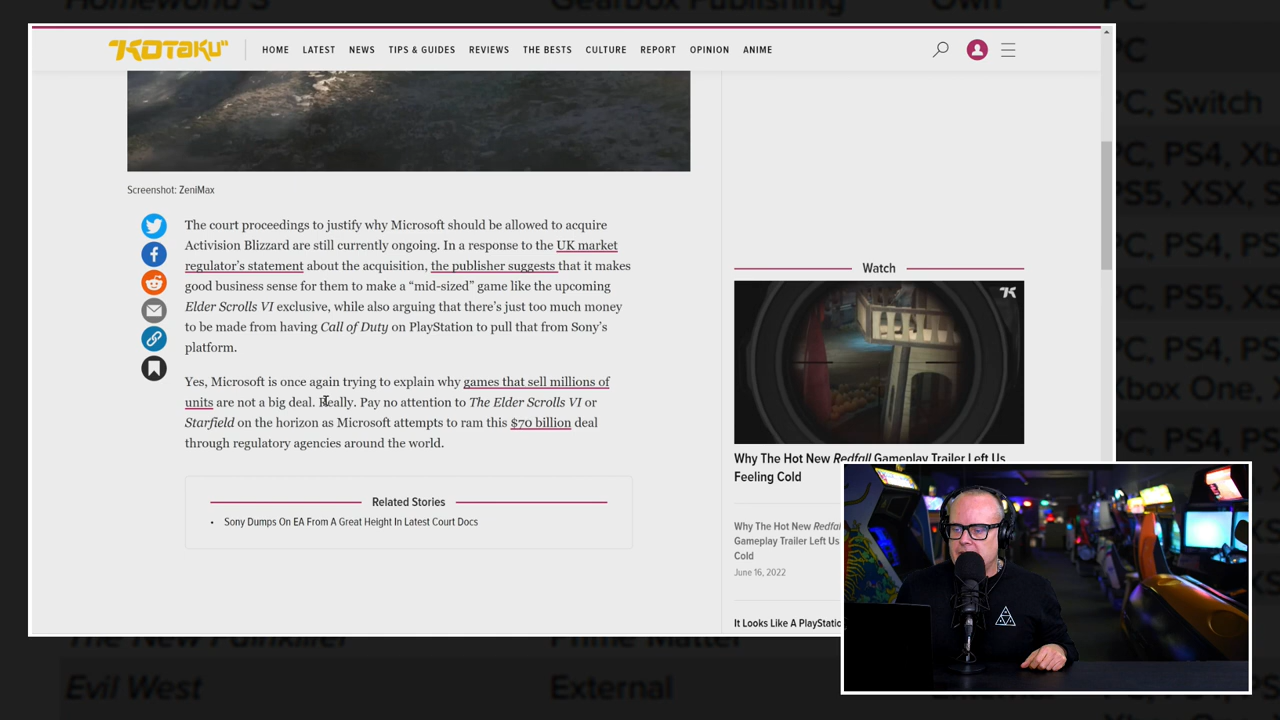 Homeworld 3
Gearbox Publishing
Own
PC
KOTAKU
HOME LATEST NEWS TIPS & GUIDES REVIEWS THE BESTS CULTURE REPORT OPINION ANIME
PC
PC, Switch
PC, PS4, Xb
PS5, XSX, S
PC, PS4, PS
PC, PS5, XS
PC, PS4,
Xbox One, X
PC, PS4,
Screenshot: ZeniMax
The court proceedings to justify why Microsoft should be allowed to acquire
Activision Blizzard are still currently ongoing. In a response to the UK market
regulator's statement about the acquisition, the publisher suggests that it makes
good business sense for them to make a “mid-sized” game like the upcoming
Elder Scrolls VI exclusive, while also arguing that there's just too much money
to be made from having Call of Duty on PlayStation to pull that from Sony's
platform.
Yes, Microsoft is once again trying to explain why games that sell millions of
units are not a big deal. Really. Pay no attention to The Elder Scrolls VI or
Starfield on the horizon as Microsoft attempts to ram this $70 billion deal
through regulatory agencies around the world.
Related Stories
• Sony Dumps On EA From A Great Height In Latest Court Docs
Watch
Why The Hot New Redfall Gameplay Trailer Left Us
Feeling Cold
Why The Hot New Redfal
Gameplay Trailer Left Us
Cold
June 16, 2022
It Looks Like A PlayStatio
Prime Matter
Evil West
External